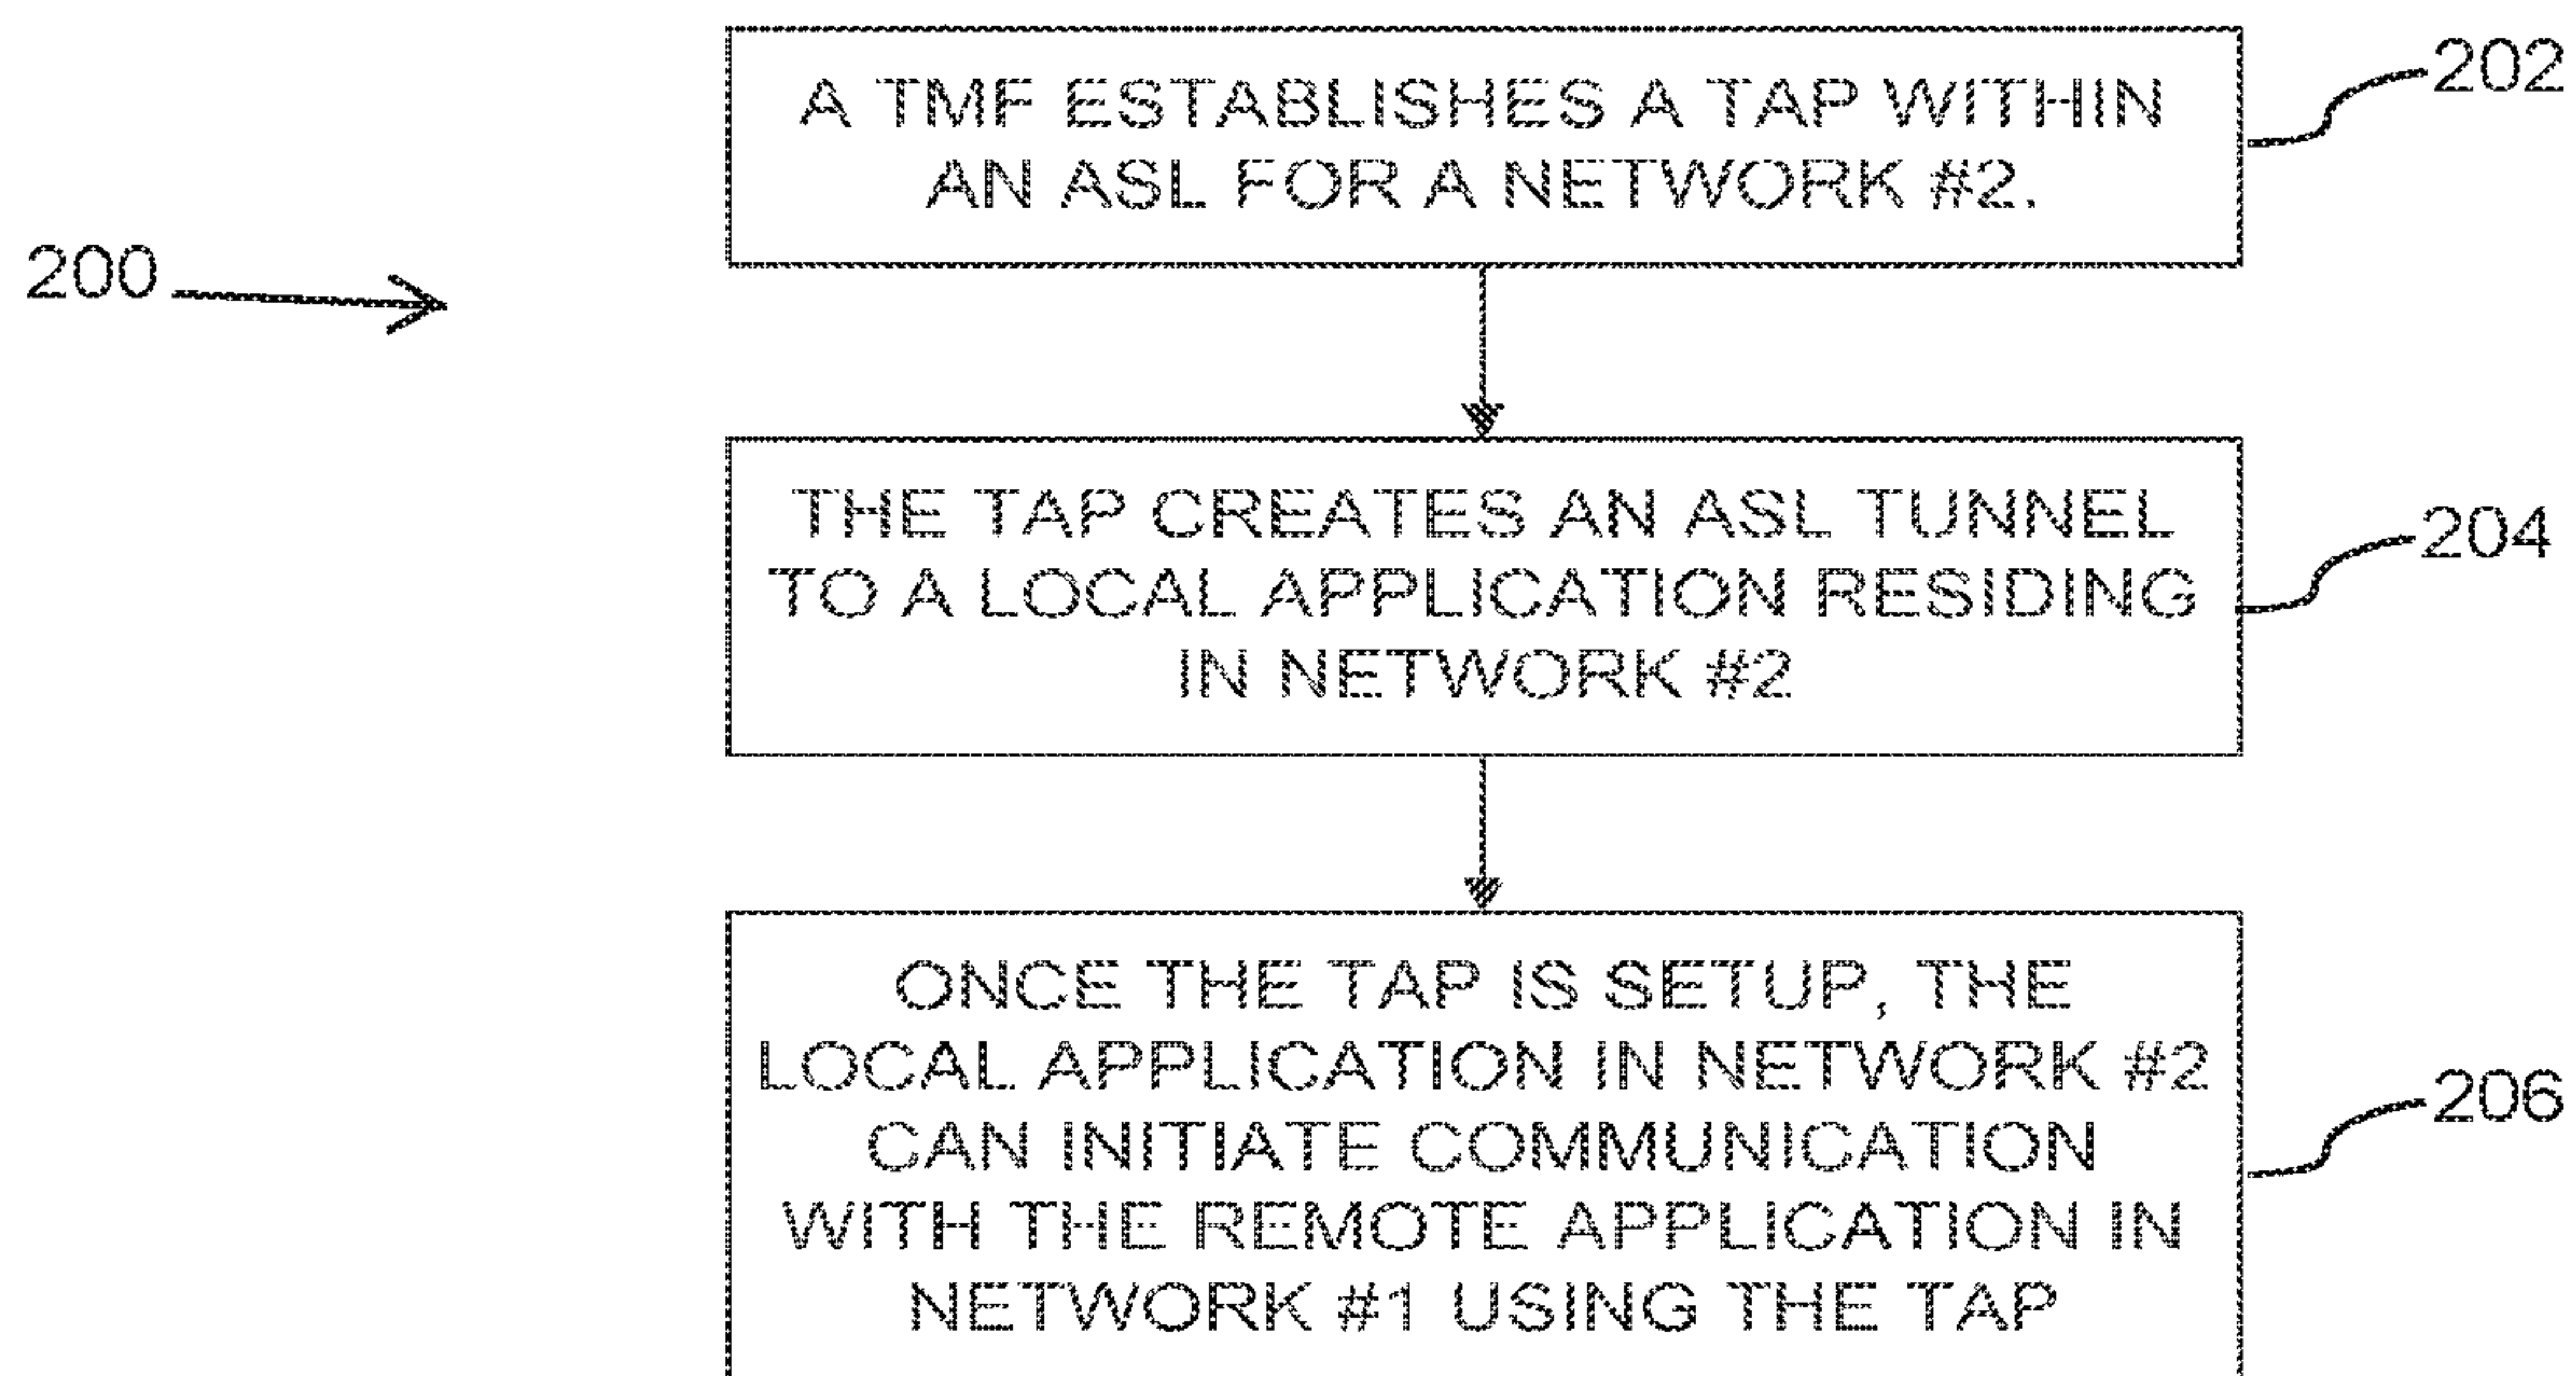 A TMF ESTABLISHES A TAP WITHIN
AN ASL FOR A NETWORK #2.
202
200
THE TAP CREATES AN ASL TUNNEL
TO A LOCAL APPLICATION RESIDING
IN NETWORK #2
204
ONCE THE TAP IS SETUP, THE
LOCAL APPLICATION IN NETWORK #2
CAN INITIATE COMMUNICATION
WITH THE REMOTE APPLICATION IN
NETWORK #1 USING THE TAP
206